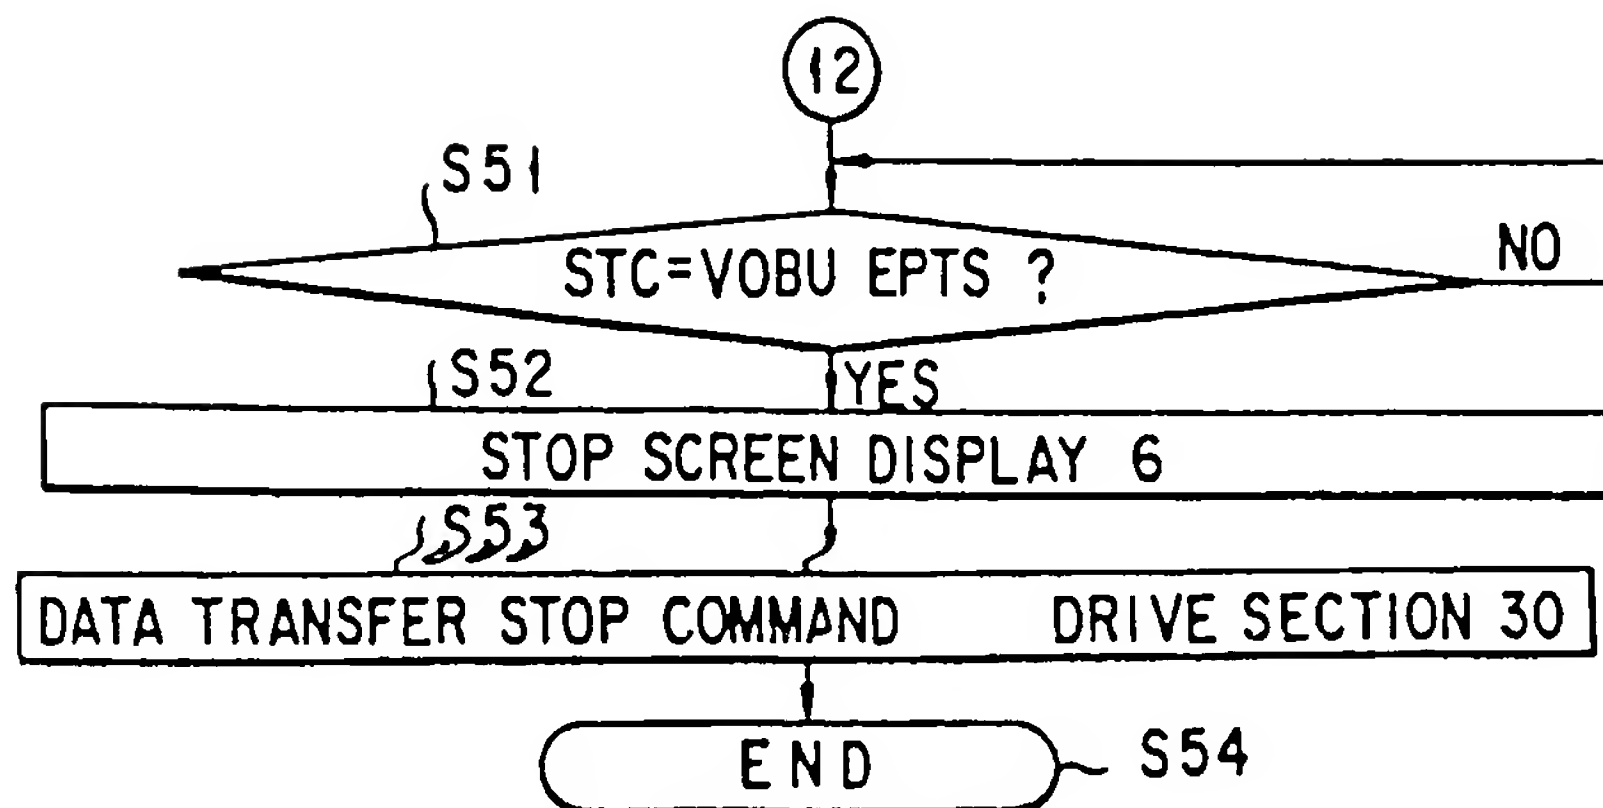 12
S51
STC=VOBU EPTS ?
NO
YES
S52
STOP SCREEN DISPLAY 6
S53
DATA TRANSFER STOP COMMAND DRIVE SECTION 30
END
S54